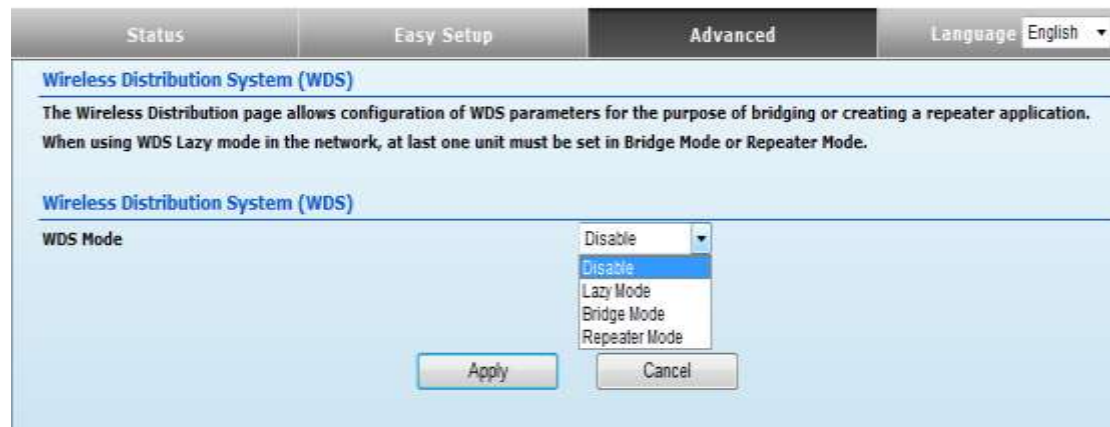 Status Easy Setup Advanced Language English
Wireless Distribution System (WDS)
The Wireless Distribution page allows configuration of WDS parameters for the purpose of bridging or creating a repeater application.
When using WDS Lazy mode in the network, at last one unit must be set in Bridge Mode or Repeater Mode.
Wireless Distribution System (WDS)
WDS Mode Disable
Disable
Lazy Mode
Bridge Mode
Repeater Mode
Apply Cancel